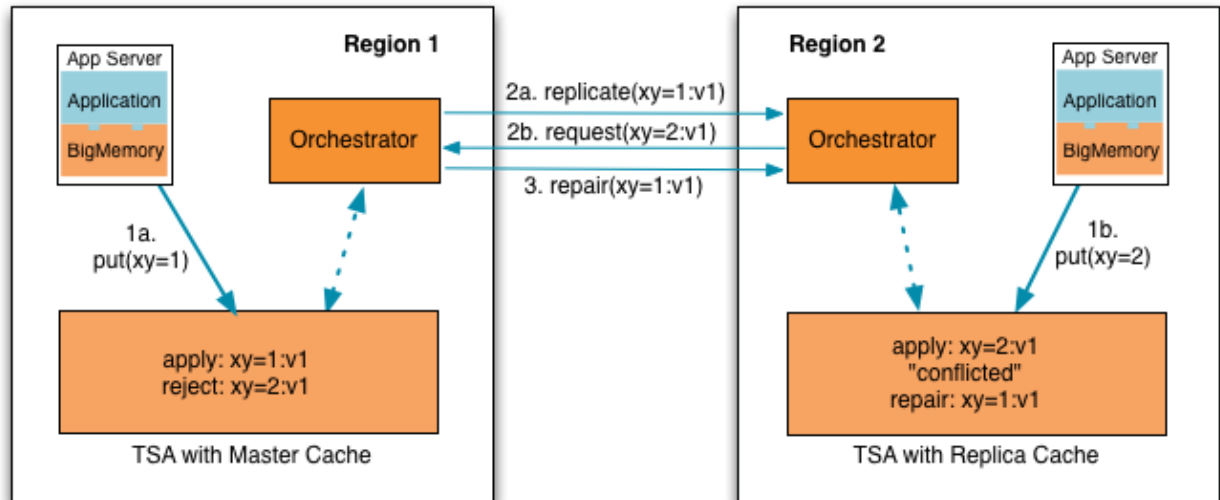 Region 1
App Server
Application
BigMemory
Orchestrator
1a.
put(xy=1)
apply: xy=1:v1
reject: xy=2:v1
TSA with Master Cache
2a. replicate(xy=1:v1)
2b. request(xy=2:v1)
3. repair(xy=1:v1)
Region 2
App Server
Application
BigMemory
Orchestrator
1b.
put(xy=2)
apply: xy=2:v1
"conflicted"
repair: xy=1:v1
TSA with Replica Cache